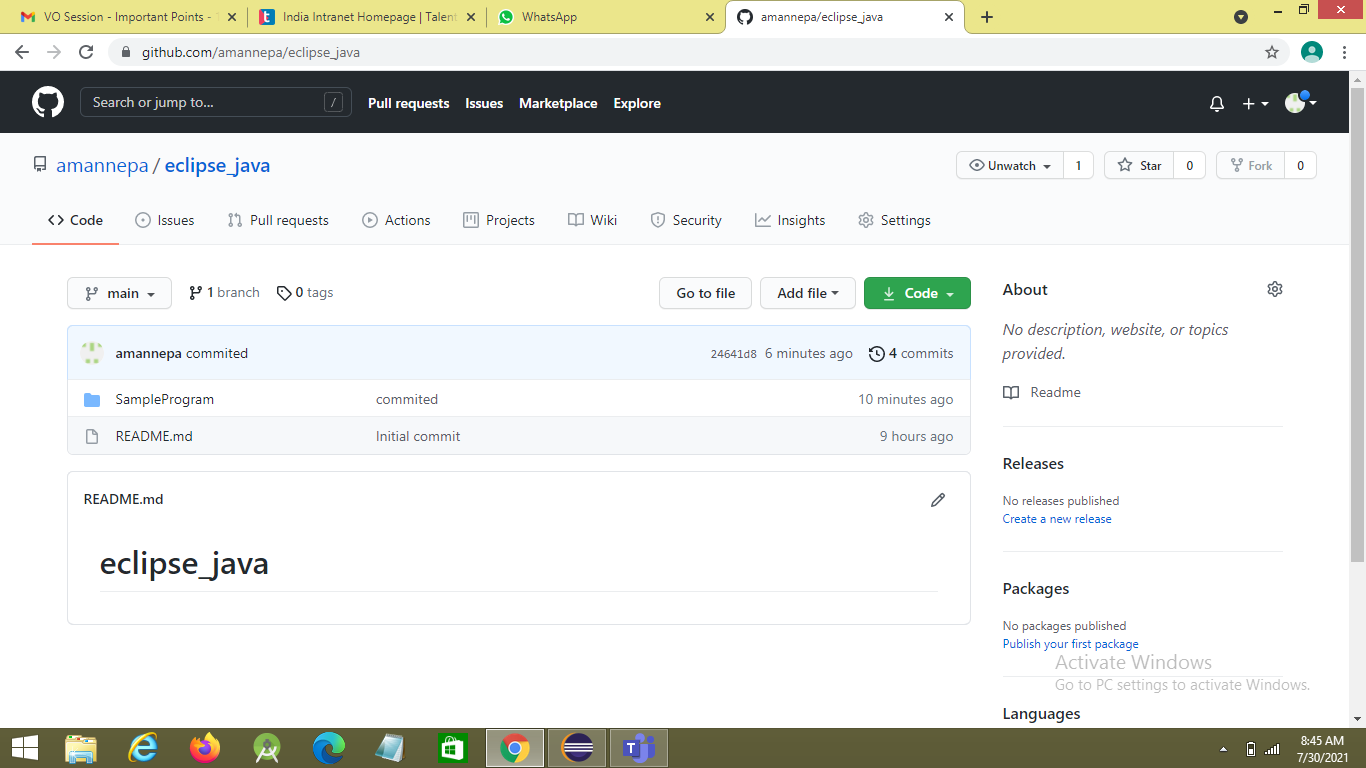 VO Session - Important Points -
India Intranet Homepage | Talent
WhatsApp
amannepa/eclipse_java
github.com/amannepa/eclipse_java
Search or jump to... /
Pull requests Issues Marketplace Explore
amannepa / eclipse_java
Unwatch 1 Star 0 Fork 0
Code Issues Pull requests Actions Projects Wiki Security Insights Settings
main 1 branch 0 tags Go to file Add file Code
amannepa commited 24641d8 6 minutes ago 4 commits
SampleProgram commited 10 minutes ago
README.md Initial commit 9 hours ago
README.md
eclipse_java
About
No description, website, or topics
provided.
Readme
Releases
No releases published
Create a new release
Packages
No packages published
Publish your first package
Activate Windows
Go to PC settings to activate Windows.
Languages
8:45 AM
7/30/2021